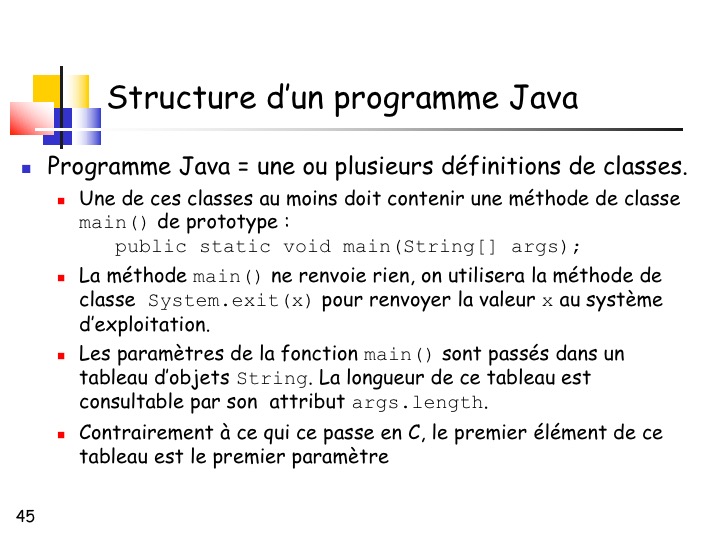 Structure d’un programme Java
Programme Java = une ou plusieurs définitions de classes.
Une de ces classes au moins doit contenir une méthode de classe
main() de prototype :
public static void main(String[] args);
La méthode main() ne renvoie rien, on utilisera la méthode de
classe System.exit(x) pour renvoyer la valeur x au système
d’exploitation.
Les paramètres de la fonction main() sont passés dans un
tableau d’objets String. La longueur de ce tableau est
consultable par son attribut args.length.
Contrairement à ce qui ce passe en C, le premier élément de ce
tableau est le premier paramètre
45